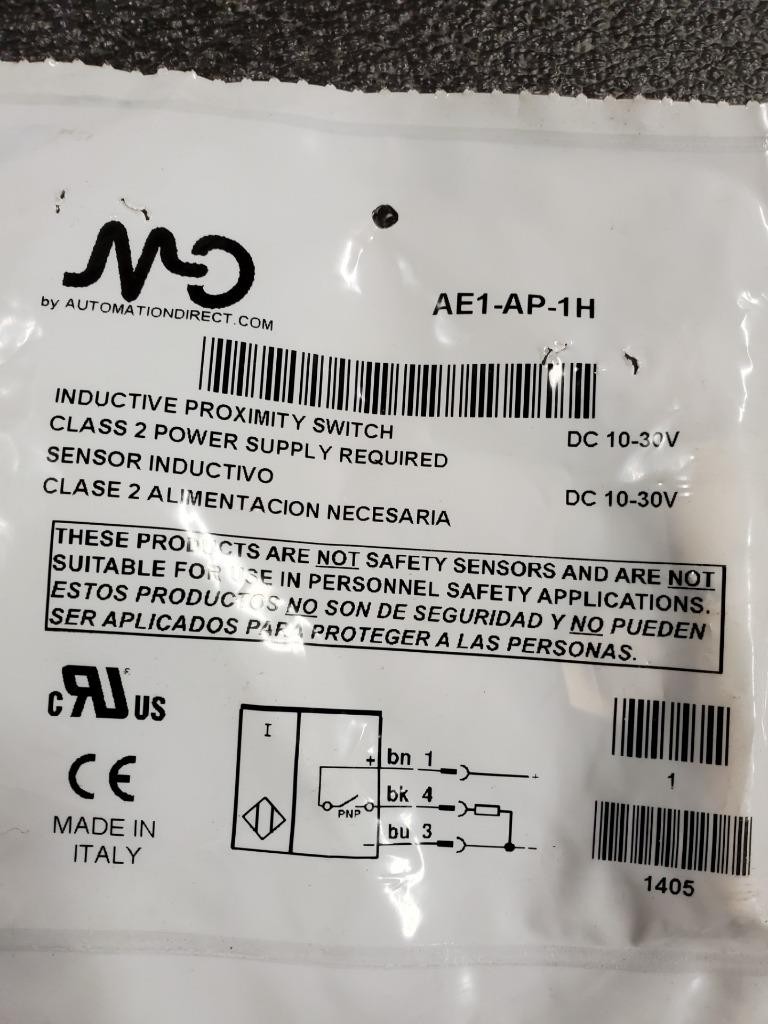 MD
by AUTOMATIONDIRECT.COM
AE1-AP-1H
INDUCTIVE PROXIMITY SWITCH
CLASS 2 POWER SUPPLY REQUIRED DC 10-30V
SENSOR INDUCTIVO
CLASE 2 ALIMENTACION NECESARIA DC 10-30V
THESE PRODUCTS ARE NOT SAFETY SENSORS AND ARE NOT
SUITABLE FOR USE IN PERSONNEL SAFETY APPLICATIONS.
ESTOS PRODUCTOS NO SON DE SEGURIDAD Y NO PUEDEN
SER APLICADOS PARA PROTEGER A LAS PERSONAS.
c RU US
CE
MADE IN
ITALY
I
+ bn 1 +
bk 4
PNP
- bu 3 -
1
1405